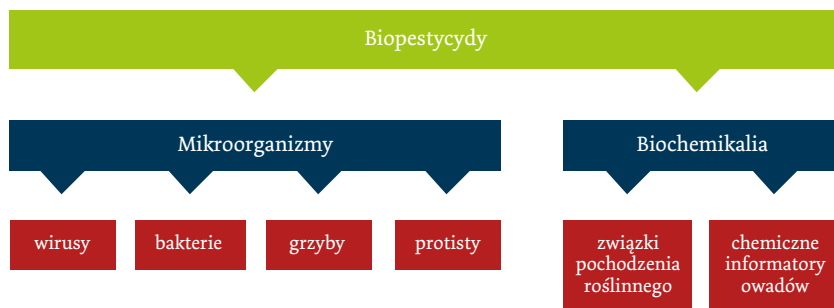 Biopestycydy
Mikroorganizmy
Biochemikalia
wirusy
bakterie
grzyby
protisty
związki
pochodzenia
roślinnego
chemiczne
informatory
owadów